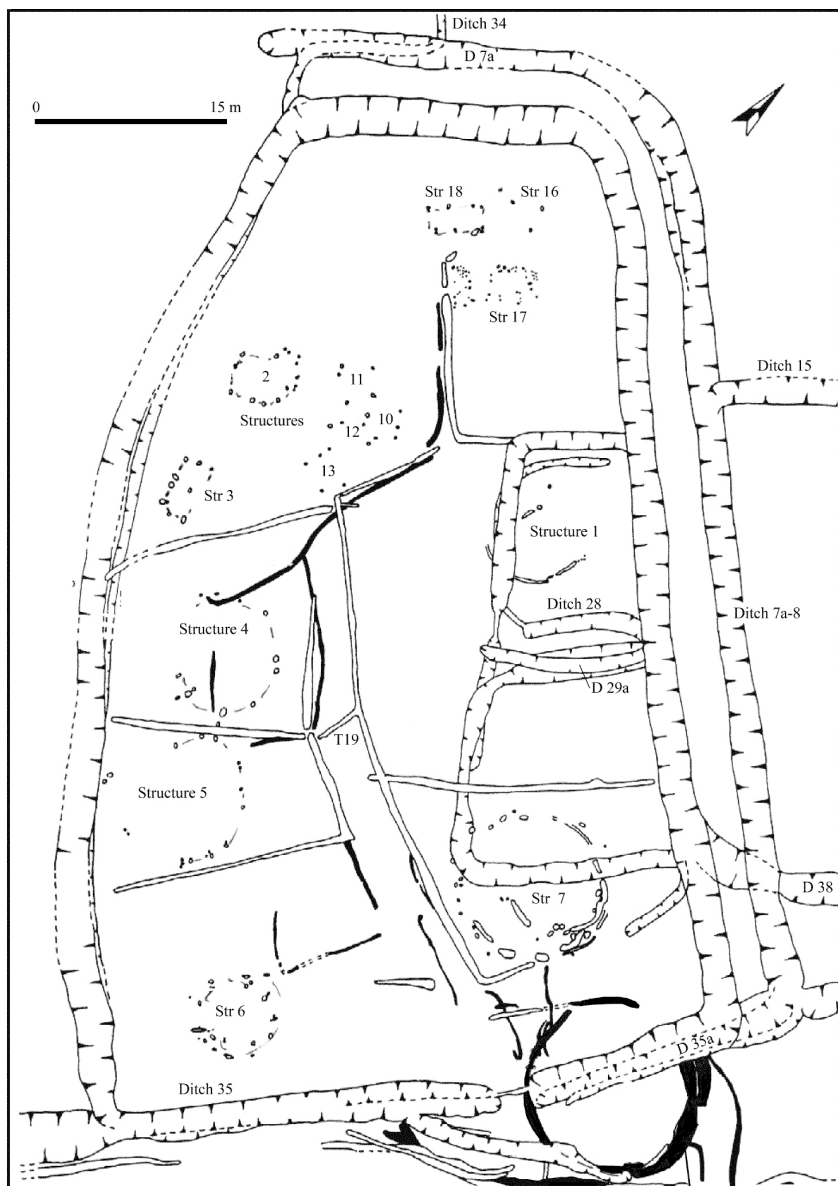 Ditch 34
D 7a
0 15 m
Str 18
Str 16
Str 17
Ditch 15
2
11
Structures
10
12
13
Str 3
Structure 1
Ditch 28
Structure 4
Ditch 7a-8
D 29a
T19
Structure 5
Str 7
D 38
Str 6
D 35a
Ditch 35